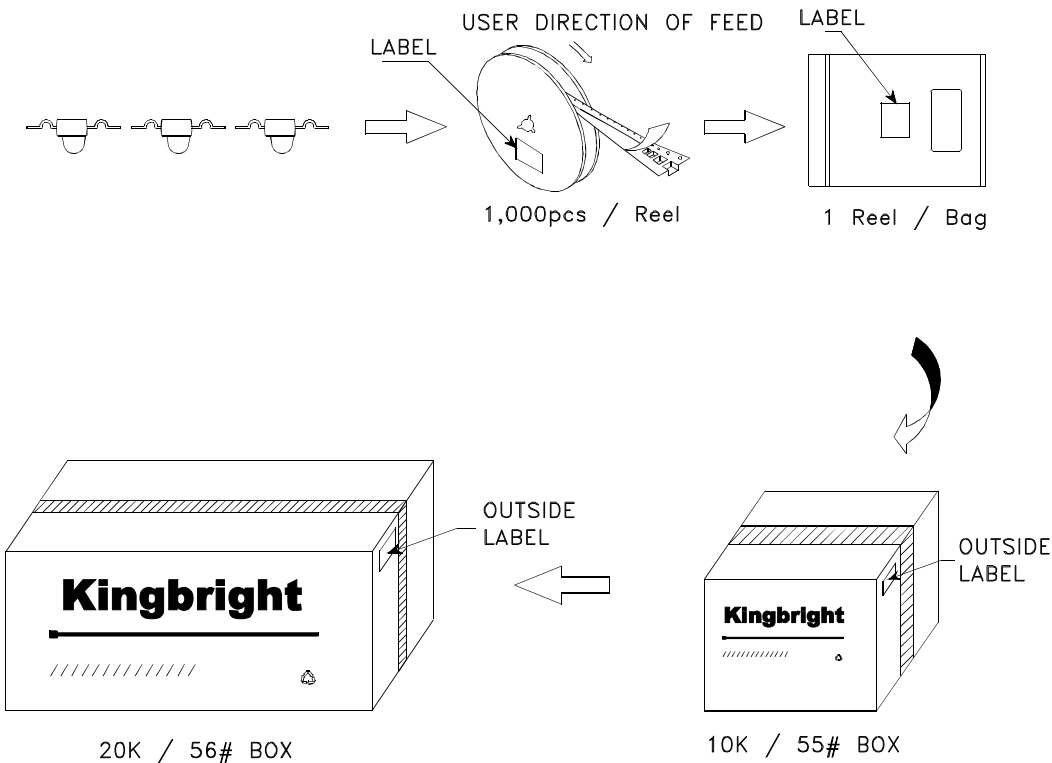 USER DIRECTION OF FEED
LABEL
LABEL
1,000pcs / Reel
1 Reel / Bag
OUTSIDE
LABEL
Kingbright
20K / 56# BOX
OUTSIDE
LABEL
Kingbright
10K / 55# BOX